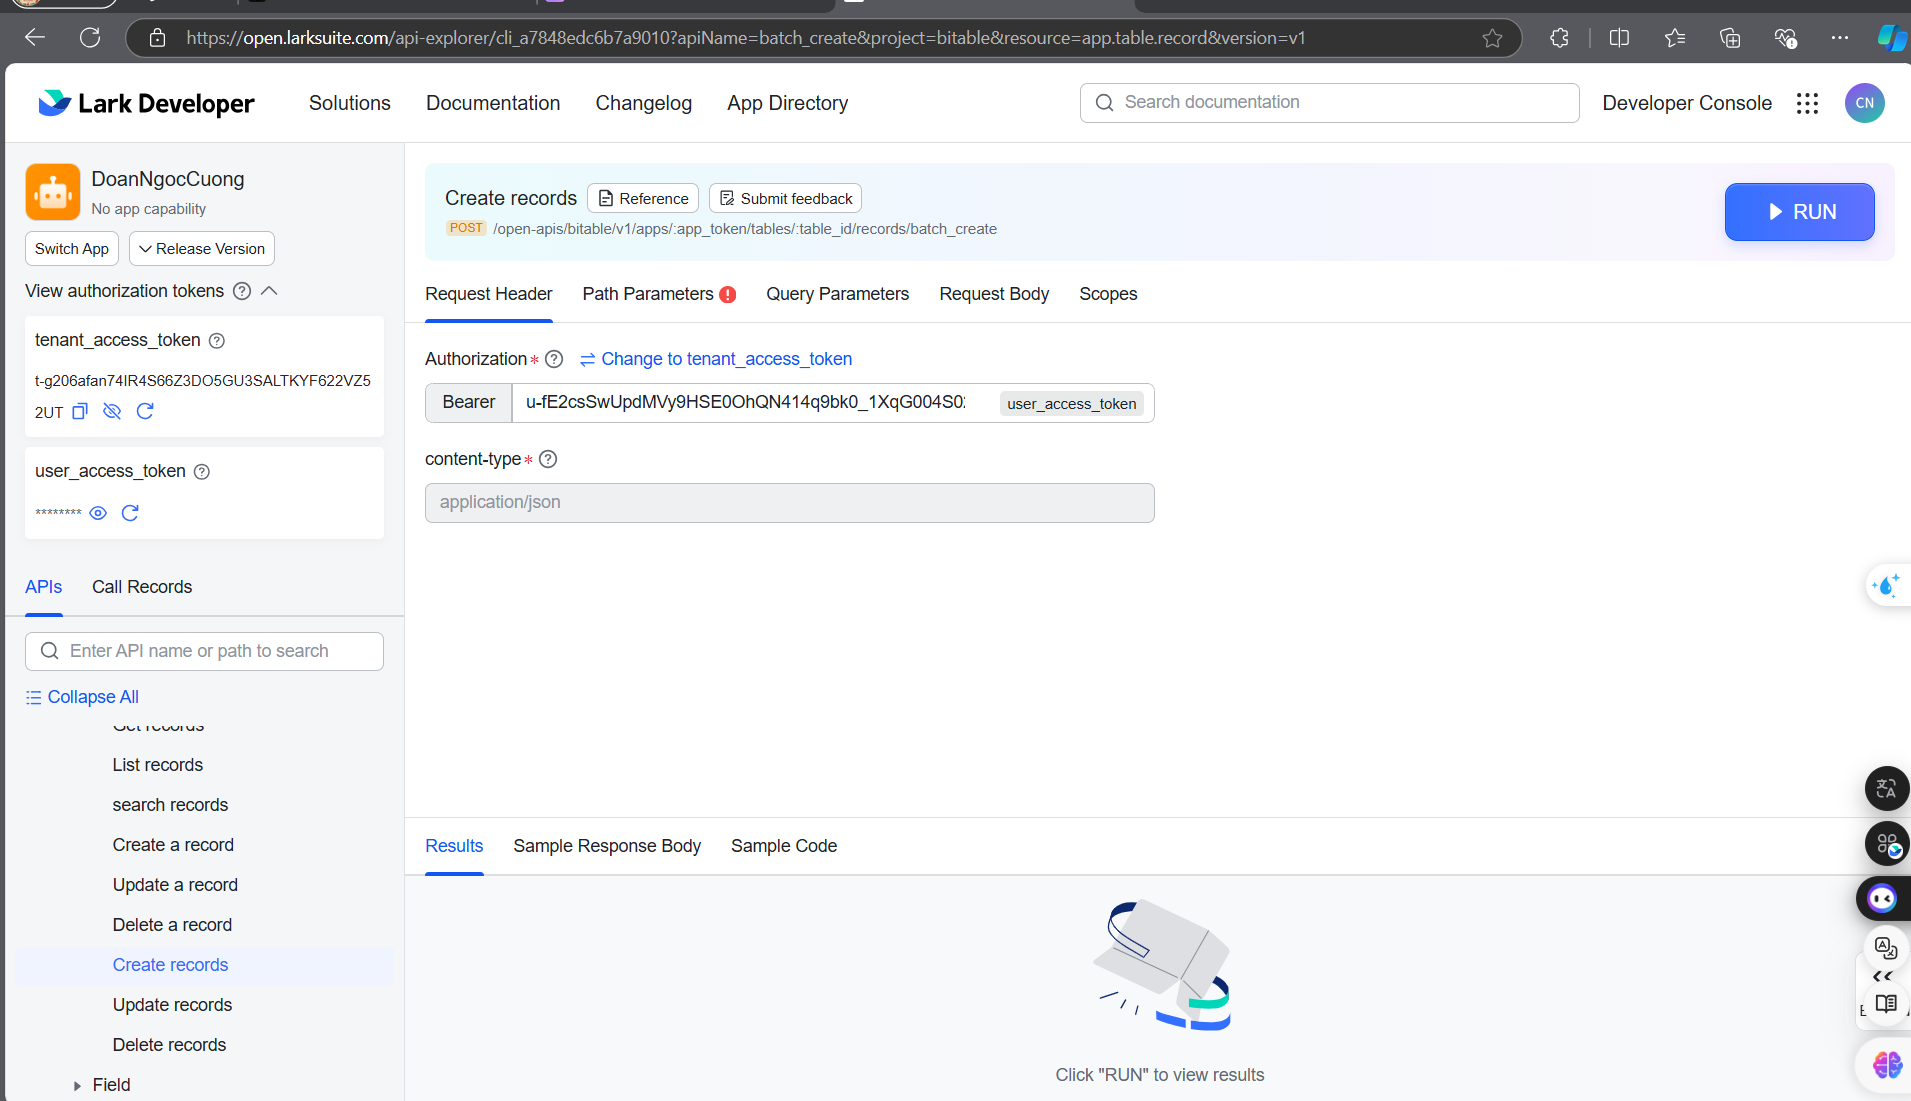 https://open.larksuite.com/api-explorer/cli_a7848edc6b7a9010?apiName=batch_create&project=bitable&resource=app.table.record&version=v1
Lark Developer
Solutions
Documentation
Changelog
App Directory
Search documentation
Developer Console
CN
DoanNgocCuong
No app capability
Switch App
Release Version
View authorization tokens
tenant_access_token
t-g206afan74IR4S66Z3DO5GU3SALTKYF622VZ5
2UT
user_access_token
********
APIs
Call Records
Enter API name or path to search
Collapse All
Get records
List records
search records
Create a record
Update a record
Delete a record
Create records
Update records
Delete records
Field
Create records
Reference
Submit feedback
POST /open-apis/bitable/v1/apps/:app_token/tables/:table_id/records/batch_create
RUN
Request Header
Path Parameters
Query Parameters
Request Body
Scopes
Authorization*
Change to tenant_access_token
Bearer
u-fE2csSwUpdMVy9HSE0OhQN414q9bk0_1XqG004S0
user_access_token
content-type*
application/json
Results
Sample Response Body
Sample Code
Click "RUN" to view results